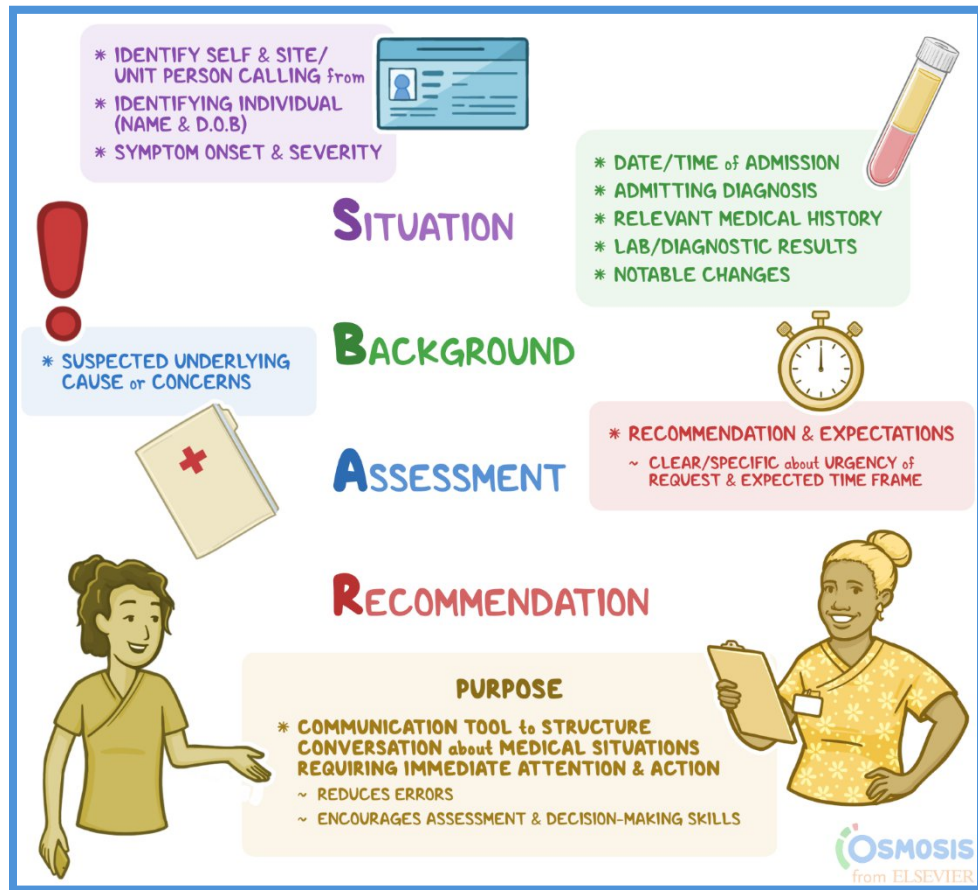 * IDENTIFY SELF & SITE/
UNIT PERSON CALLING from
* IDENTIFYING INDIVIDUAL
(NAME & D.O.B)
* SYMPTOM ONSET & SEVERITY
SITUATION
* DATE/TIME of ADMISSION
* ADMITTING DIAGNOSIS
* RELEVANT MEDICAL HISTORY
* LAB/DIAGNOSTIC RESULTS
* NOTABLE CHANGES
BACKGROUND
* SUSPECTED UNDERLYING
CAUSE or CONCERNS
ASSESSMENT
* RECOMMENDATION & EXPECTATIONS
~ CLEAR/SPECIFIC about URGENCY of
REQUEST & EXPECTED TIME FRAME
RECOMMENDATION
PURPOSE
* COMMUNICATION TOOL to STRUCTURE
CONVERSATION about MEDICAL SITUATIONS
REQUIRING IMMEDIATE ATTENTION & ACTION
~ REDUCES ERRORS
~ ENCOURAGES ASSESSMENT & DECISION-MAKING SKILLS
OSMOSIS
from ELSEVIER